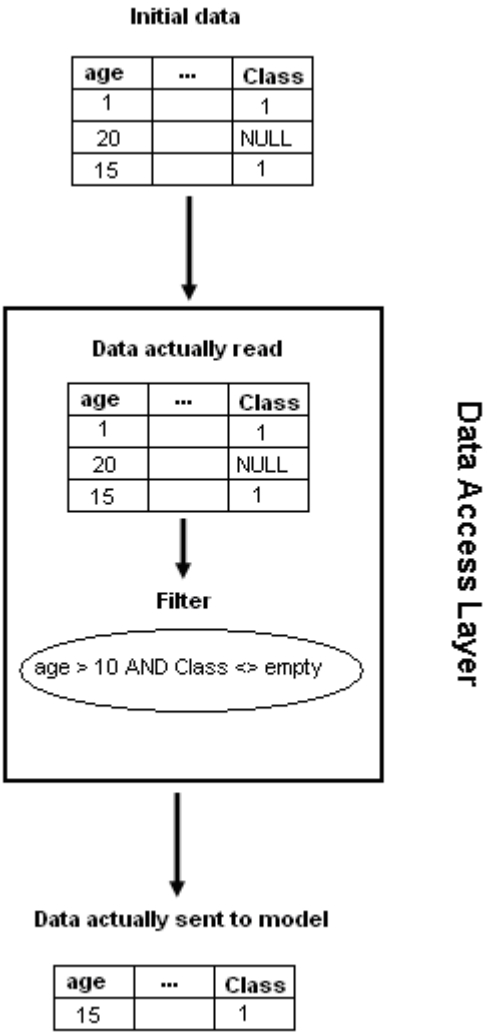 Initial data
age ... Class
1 1
20 NULL
15 1
Data actually read
age ... Class
1 1
20 NULL
15 1
Filter
age > 10 AND Class <> empty
Data Access Layer
Data actually sent to model
age ... Class
15 1